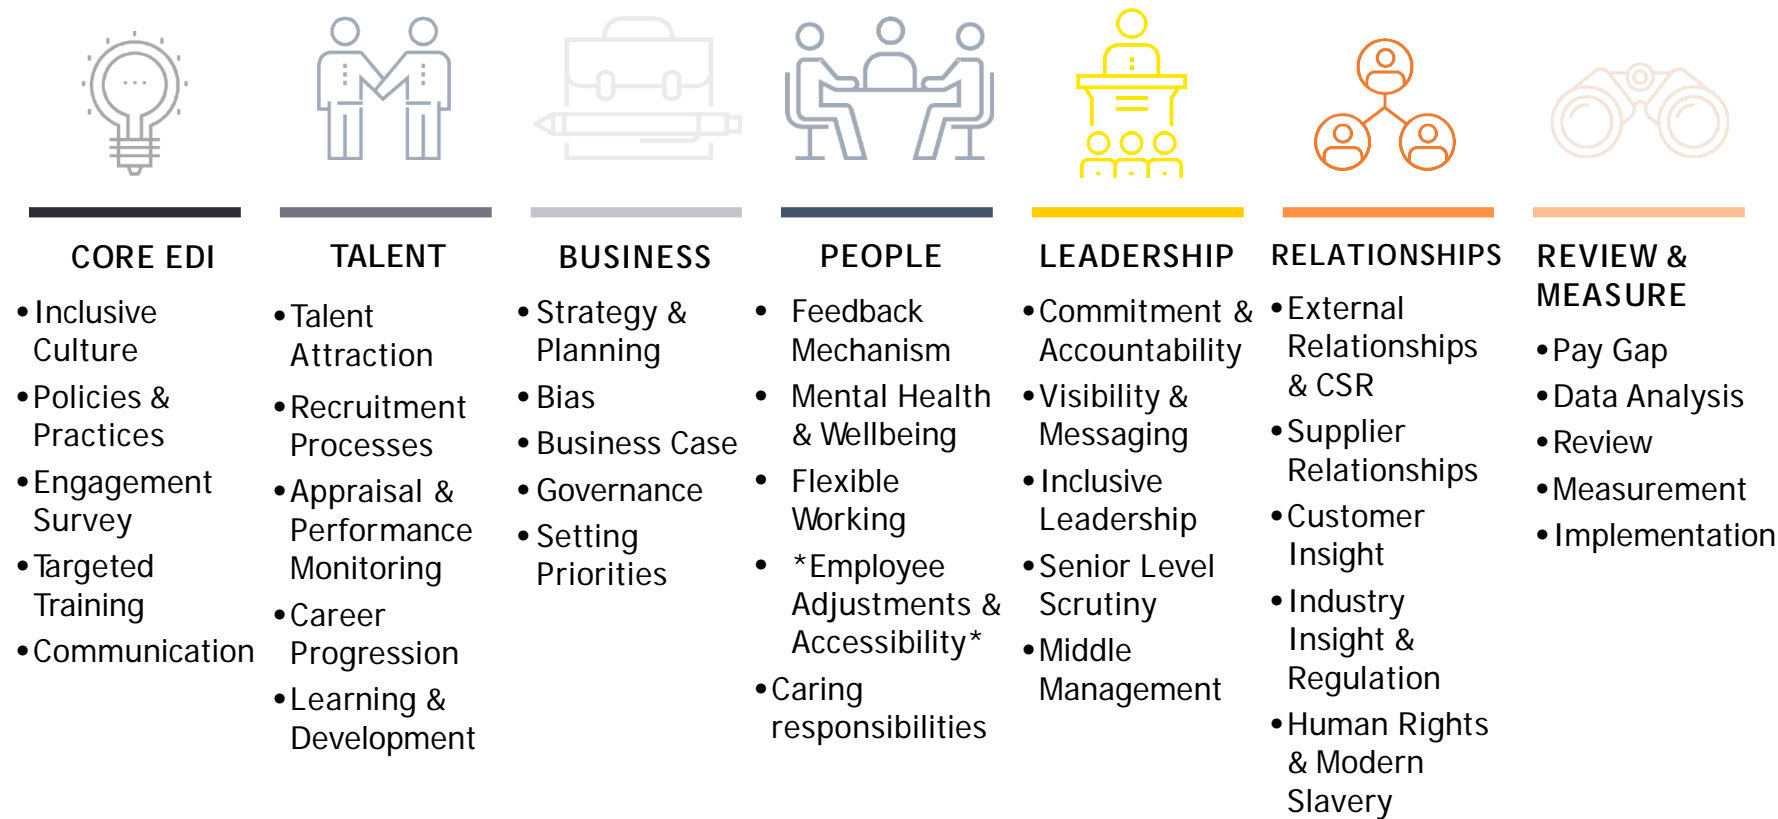 CORE EDI
•Inclusive
Culture
•Policies &
Practices
•Engagement
Survey
•Targeted
Training
•Communication
TALENT
•Talent
Attraction
•Recruitment
Processes
•Appraisal &
Performance
Monitoring
•Career
Progression
•Learning &
Development
BUSINESS
•Strategy &
Planning
•Bias
•Business Case
•Governance
•Setting
Priorities
PEOPLE
• Feedback
Mechanism
• Mental Health
& Wellbeing
• Flexible
Working
• *Employee
Adjustments &
Accessibility*
•Caring
responsibilities
LEADERSHIP
•Commitment &
Accountability
•Visibility &
Messaging
•Inclusive
Leadership
•Senior Level
Scrutiny
•Middle
Management
RELATIONSHIPS
•External
Relationships
& CSR
•Supplier
Relationships
•Customer
Insight
•Industry
Insight &
Regulation
•Human Rights
& Modern
Slavery
REVIEW &
MEASURE
•Pay Gap
•Data Analysis
•Review
•Measurement
•Implementation